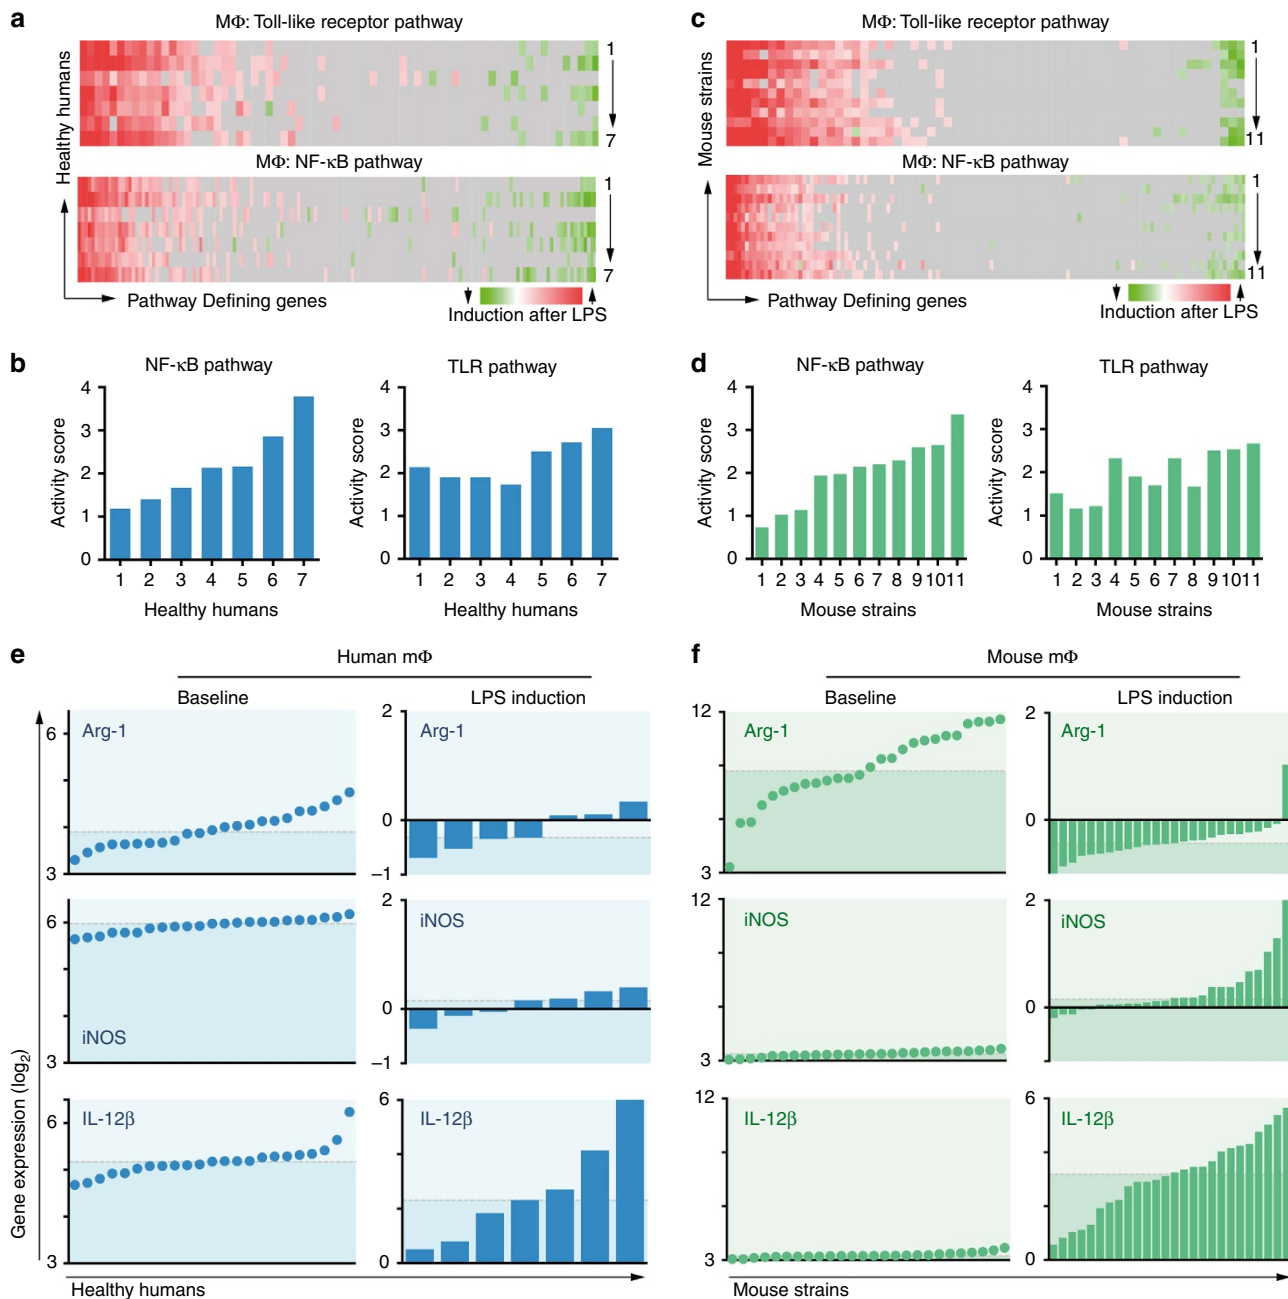 a
MΦ: Toll-like receptor pathway
Healthy humans
1
7
MΦ: NF-κB pathway
1
7
Pathway Defining genes
Induction after LPS
c
MΦ: Toll-like receptor pathway
Mouse strains
1
11
MΦ: NF-κB pathway
1
11
Pathway Defining genes
Induction after LPS
b
NF-κB pathway
Activity score
4
3
2
1
0
1 2 3 4 5 6 7
Healthy humans
TLR pathway
Activity score
4
3
2
1
0
1 2 3 4 5 6 7
Healthy humans
d
NF-κB pathway
Activity score
4
3
2
1
0
1 2 3 4 5 6 7 8 9 10 11
Mouse strains
TLR pathway
Activity score
4
3
2
1
0
1 2 3 4 5 6 7 8 9 10 11
Mouse strains
e
Human mΦ
Baseline
LPS induction
Gene expression (log2)
6
Arg-1
3
2
Arg-1
0
−1
6
iNOS
3
2
iNOS
0
−1
6
IL-12β
3
6
IL-12β
0
Healthy humans
f
Mouse mΦ
Baseline
LPS induction
12
Arg-1
3
2
Arg-1
0
12
iNOS
3
2
iNOS
0
12
IL-12β
3
6
IL-12β
0
Mouse strains